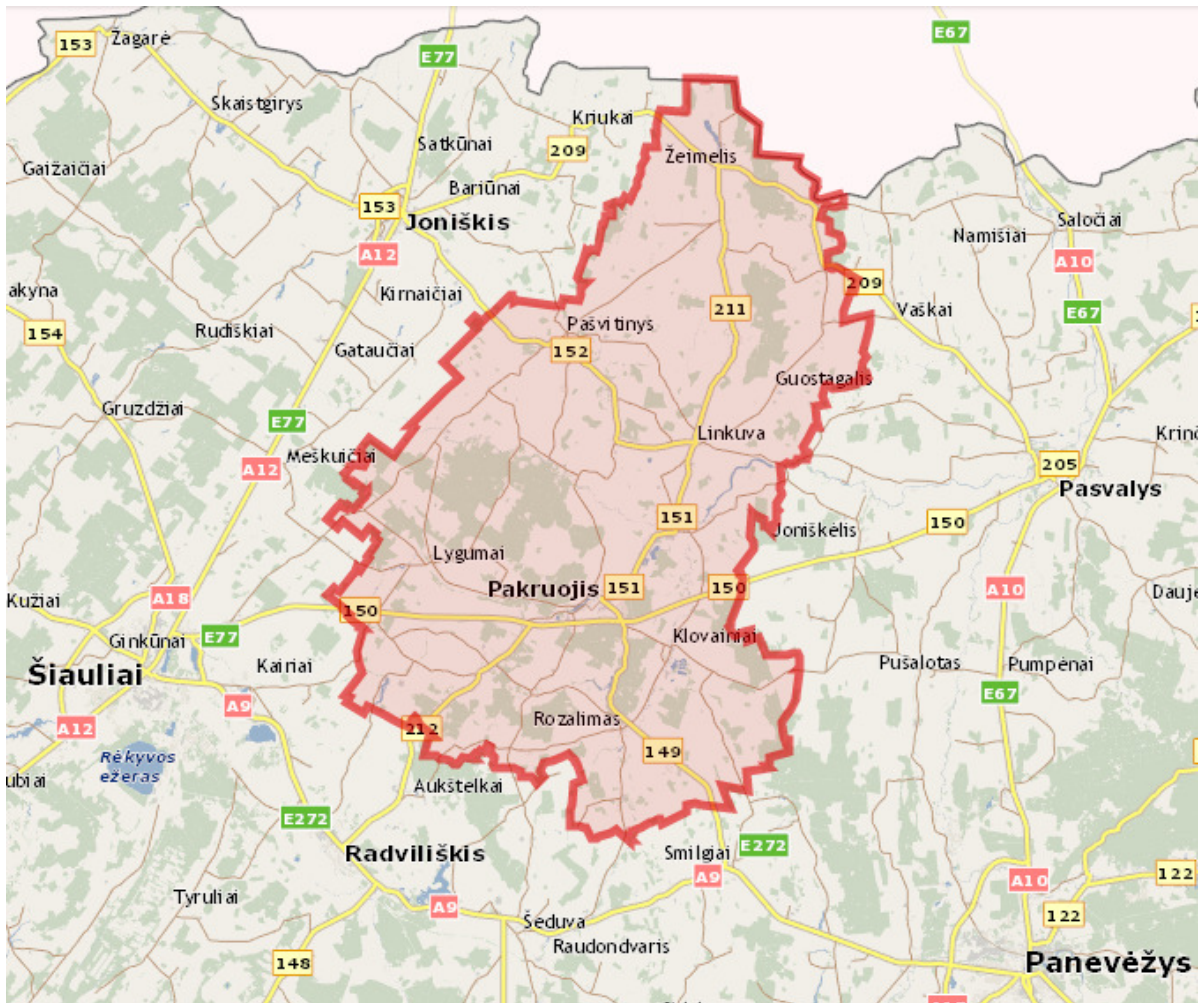 153
Žagarė
E77
E67
Skaistgirys
Kriukai
Satkūnai
209
Žeimelis
Gaižaičiai
Bariūnai
153
Joniškis
Saločiai
Namišiai
A12
A10
akyna
Kirnaičiai
209
Vaškai
E67
154
Rudiškiai
Pašvitinys
211
Gataučiai
152
Guostagalis
Gruzdžiai
E77
Linkuva
Meškuičiai
A12
205
Pasvalys
151
150
Joniškėlis
Lygumai
Pakruojis
151
150
A10
Kužiai
A18
150
Ginkūnai
E77
Klovainiai
Šiauliai
Kairiai
Pušalotas
Pumpėnai
A9
E67
A12
212
Rozalimas
Rėkyvos
ežeras
149
ubiai
Aukštelkai
E272
Radviliškis
Smilgiai
E272
A9
A10
122
Tyruliai
A9
Šeduva
122
Raudondvaris
148
Panevėžys